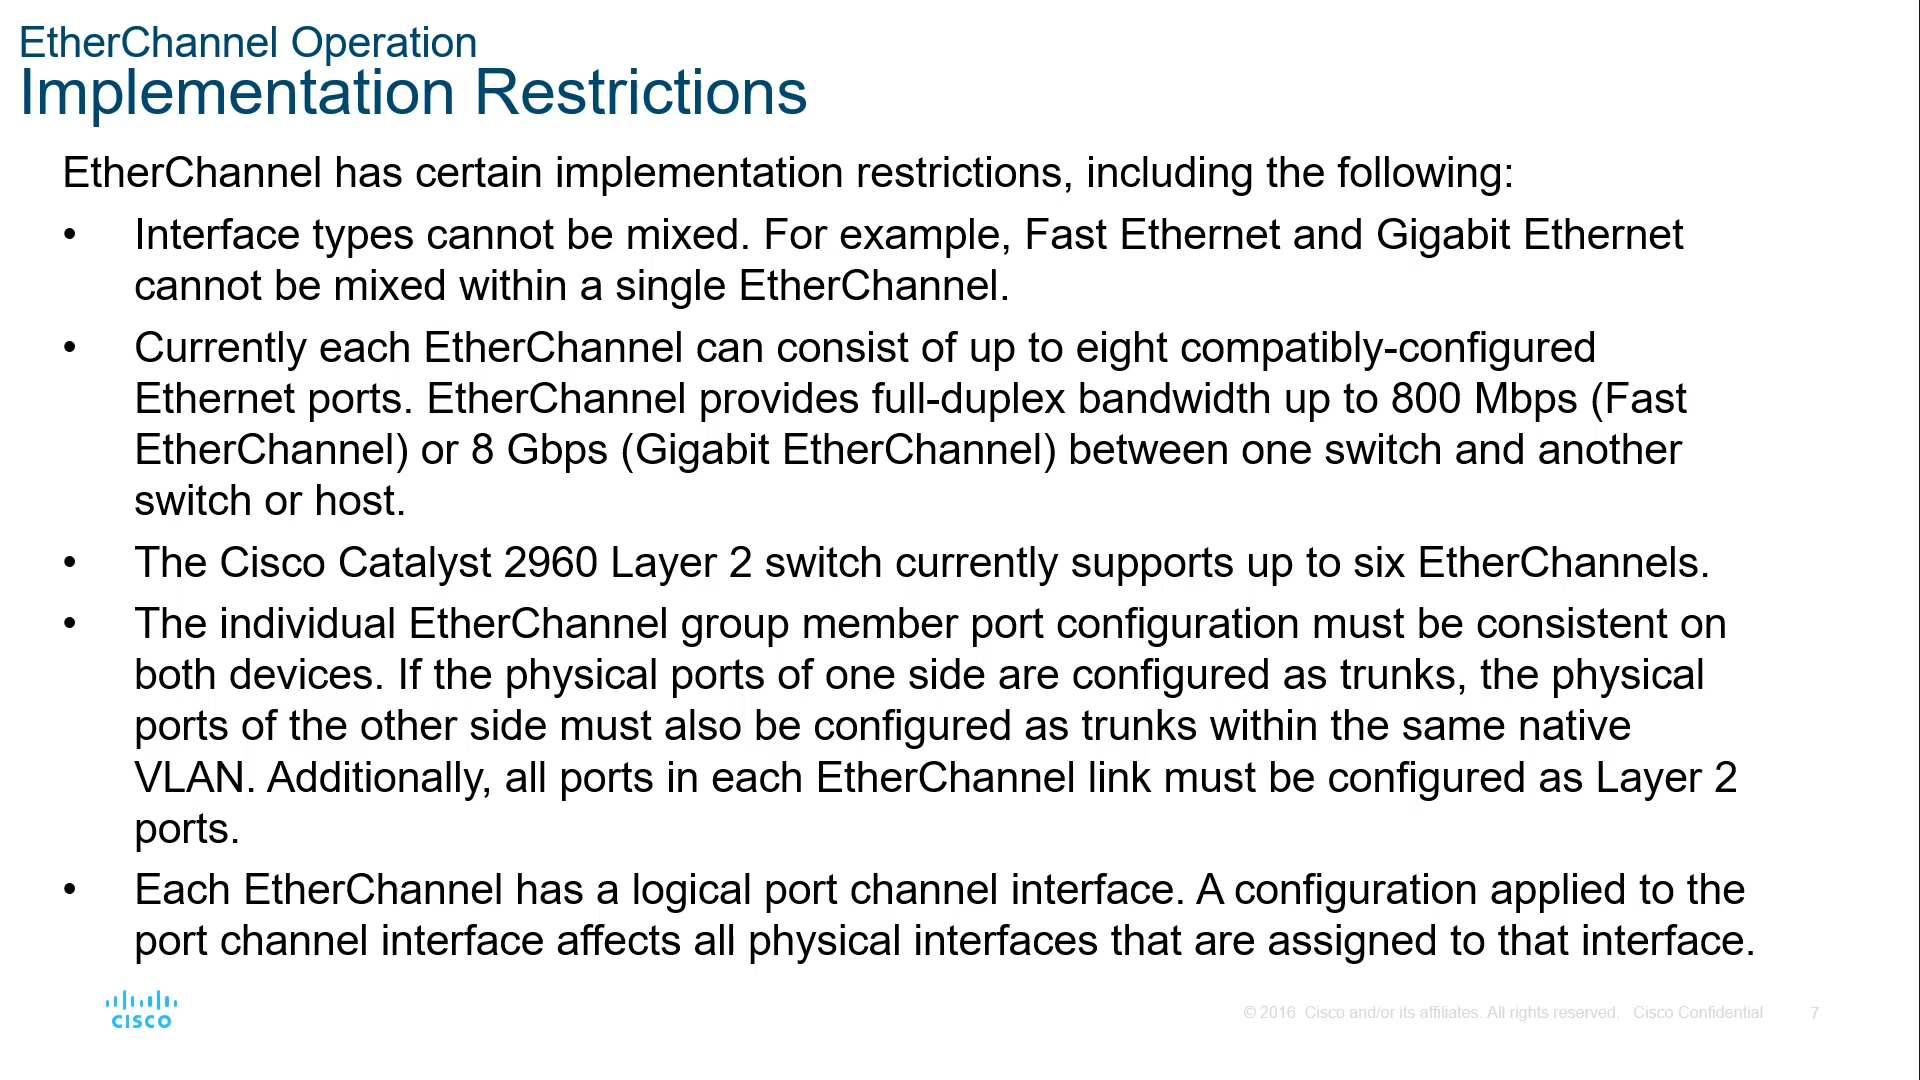 EtherChannel Operation
Implementation Restrictions
EtherChannel has certain implementation restrictions, including the following:
• Interface types cannot be mixed. For example, Fast Ethernet and Gigabit Ethernet
cannot be mixed within a single EtherChannel.
• Currently each EtherChannel can consist of up to eight compatibly-configured
Ethernet ports. EtherChannel provides full-duplex bandwidth up to 800 Mbps (Fast
EtherChannel) or 8 Gbps (Gigabit EtherChannel) between one switch and another
switch or host.
• The Cisco Catalyst 2960 Layer 2 switch currently supports up to six EtherChannels.
• The individual EtherChannel group member port configuration must be consistent on
both devices. If the physical ports of one side are configured as trunks, the physical
ports of the other side must also be configured as trunks within the same native
VLAN. Additionally, all ports in each EtherChannel link must be configured as Layer 2
ports.
• Each EtherChannel has a logical port channel interface. A configuration applied to the
port channel interface affects all physical interfaces that are assigned to that interface.
CISCO
© 2016 Cisco and/or its affiliates. All rights reserved. Cisco Confidential 7